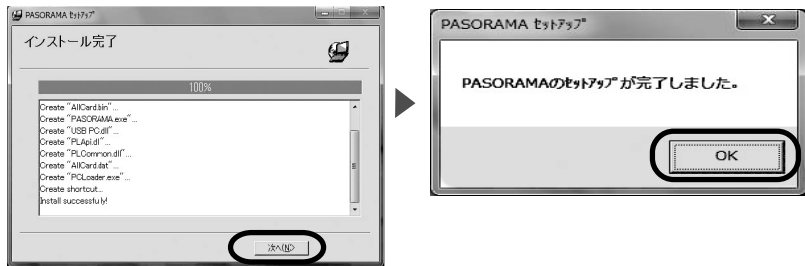 PASORAMA ｾｯﾄｱｯﾌﾟ
インストール完了
100%
Create "AllCard.bin"...
Create "PASORAMA.exe"...
Create "USB PC.dll"...
Create "PLApi.dl"...
Create "PLCommon.dll"...
Create "AllCard.dat"...
Create "PCLoader.exe"...
Create shortcut...
Install successfuly!
次へ(N)>
PASORAMA ｾｯﾄｱｯﾌﾟ
PASORAMAのｾｯﾄｱｯﾌﾟが完了しました。
OK